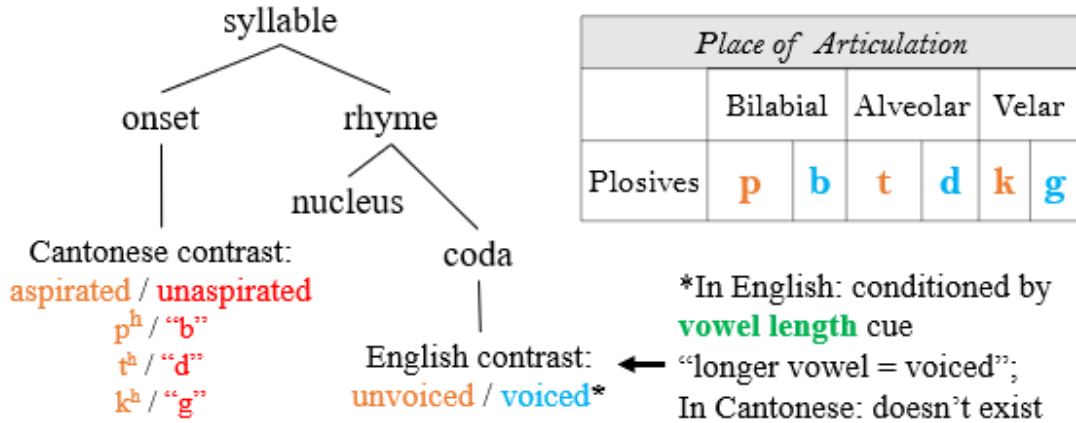 syllable
onset
rhyme
nucleus
coda
Cantonese contrast:
aspirated / unaspirated
pʰ / “b”
tʰ / “d”
kʰ / “g”
English contrast:
unvoiced / voiced*
Place of Articulation
Bilabial Alveolar Velar
Plosives p b t d k g
*In English: conditioned by
vowel length cue
“longer vowel = voiced”;
In Cantonese: doesn’t exist